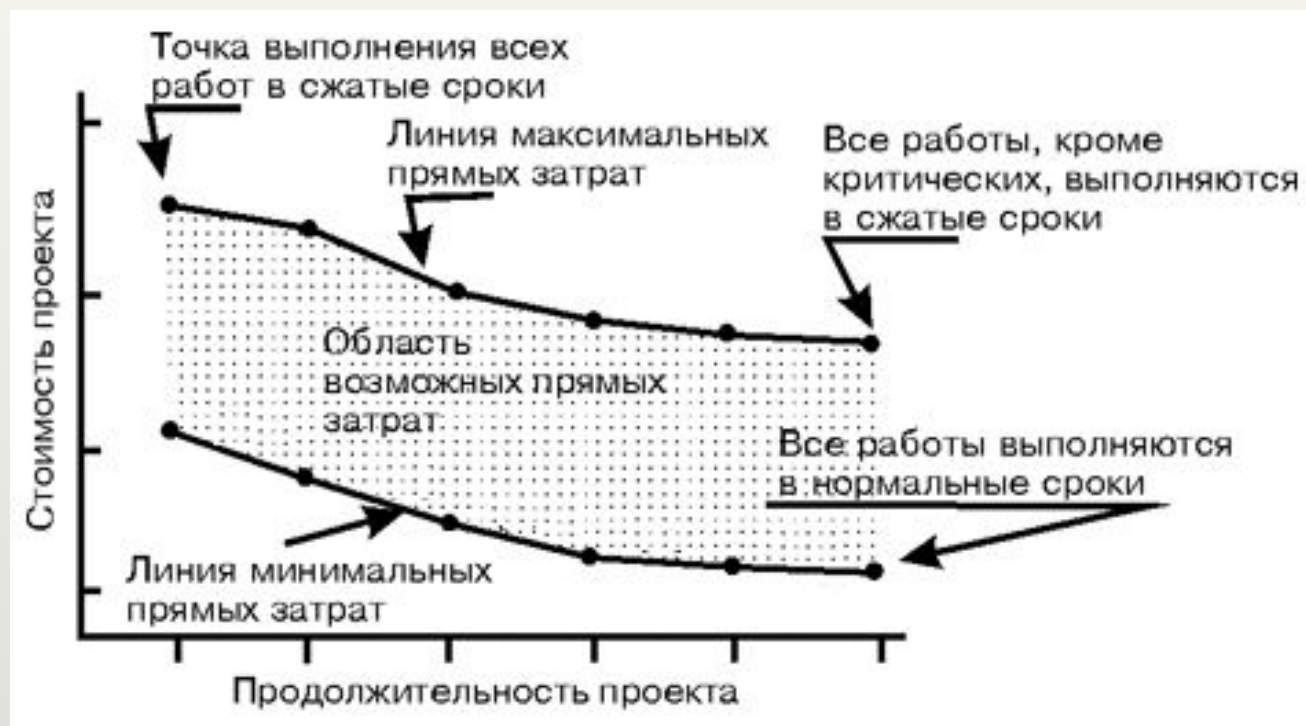 Точка выполнения всех
работ в сжатые сроки
Линия максимальных
прямых затрат
Все работы, кроме
критических, выполняются
в сжатые сроки
Стоимость проекта
Область
возможных прямых
затрат
Все работы выполняются
в нормальные сроки
Линия минимальных
прямых затрат
Продолжительность проекта